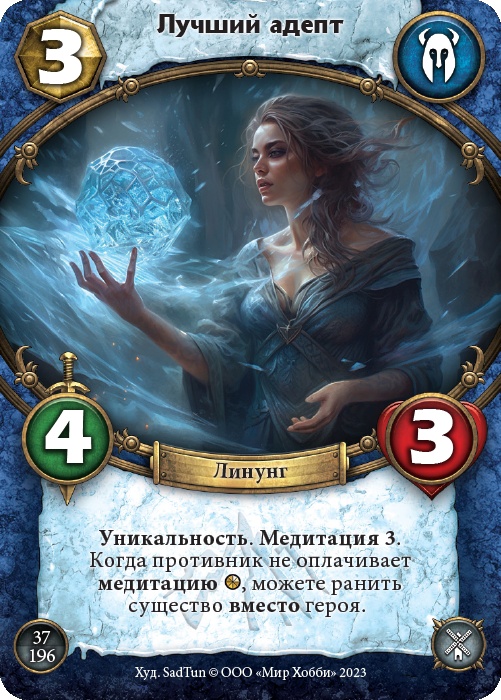 Лучший адепт
3
4
3
Линунг
Уникальность. Медитация 3.
Когда противник не оплачивает
медитацию , можете ранить
существо вместо героя.
37
196
Худ. SadTun © ООО «Мир Хобби» 2023